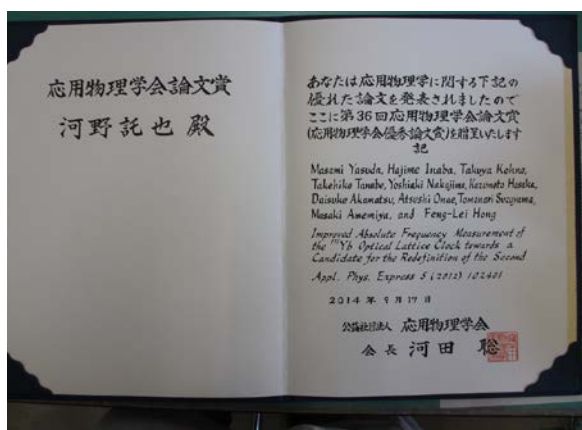 応用物理学会論文賞
河野託也 殿
あなたは応用物理学に関する下記の
優れた論文を発表されましたので
ここに第36回応用物理学会論文賞
(応用物理学会優秀論文賞)を贈呈いたします
記
Masami Yasuda, Hajime Inaba, Takuya Kohno,
Takehiko Tanabe, Yoshiaki Nakajima, Kazumoto Hosaka,
Daisuke Akamatsu, Atsushi Onae, Tomonari Suzuyama,
Masaki Amemiya, and Feng-Lei Hong
Improved Absolute Frequency Measurement of
the ¹⁷¹Yb Optical Lattice Clock towards a
Candidate for the Redefinition of the Second
Appl. Phys. Express 5 (2012) 102401
2014年9月17日
公益社団法人 応用物理学会
会長 河田 聡